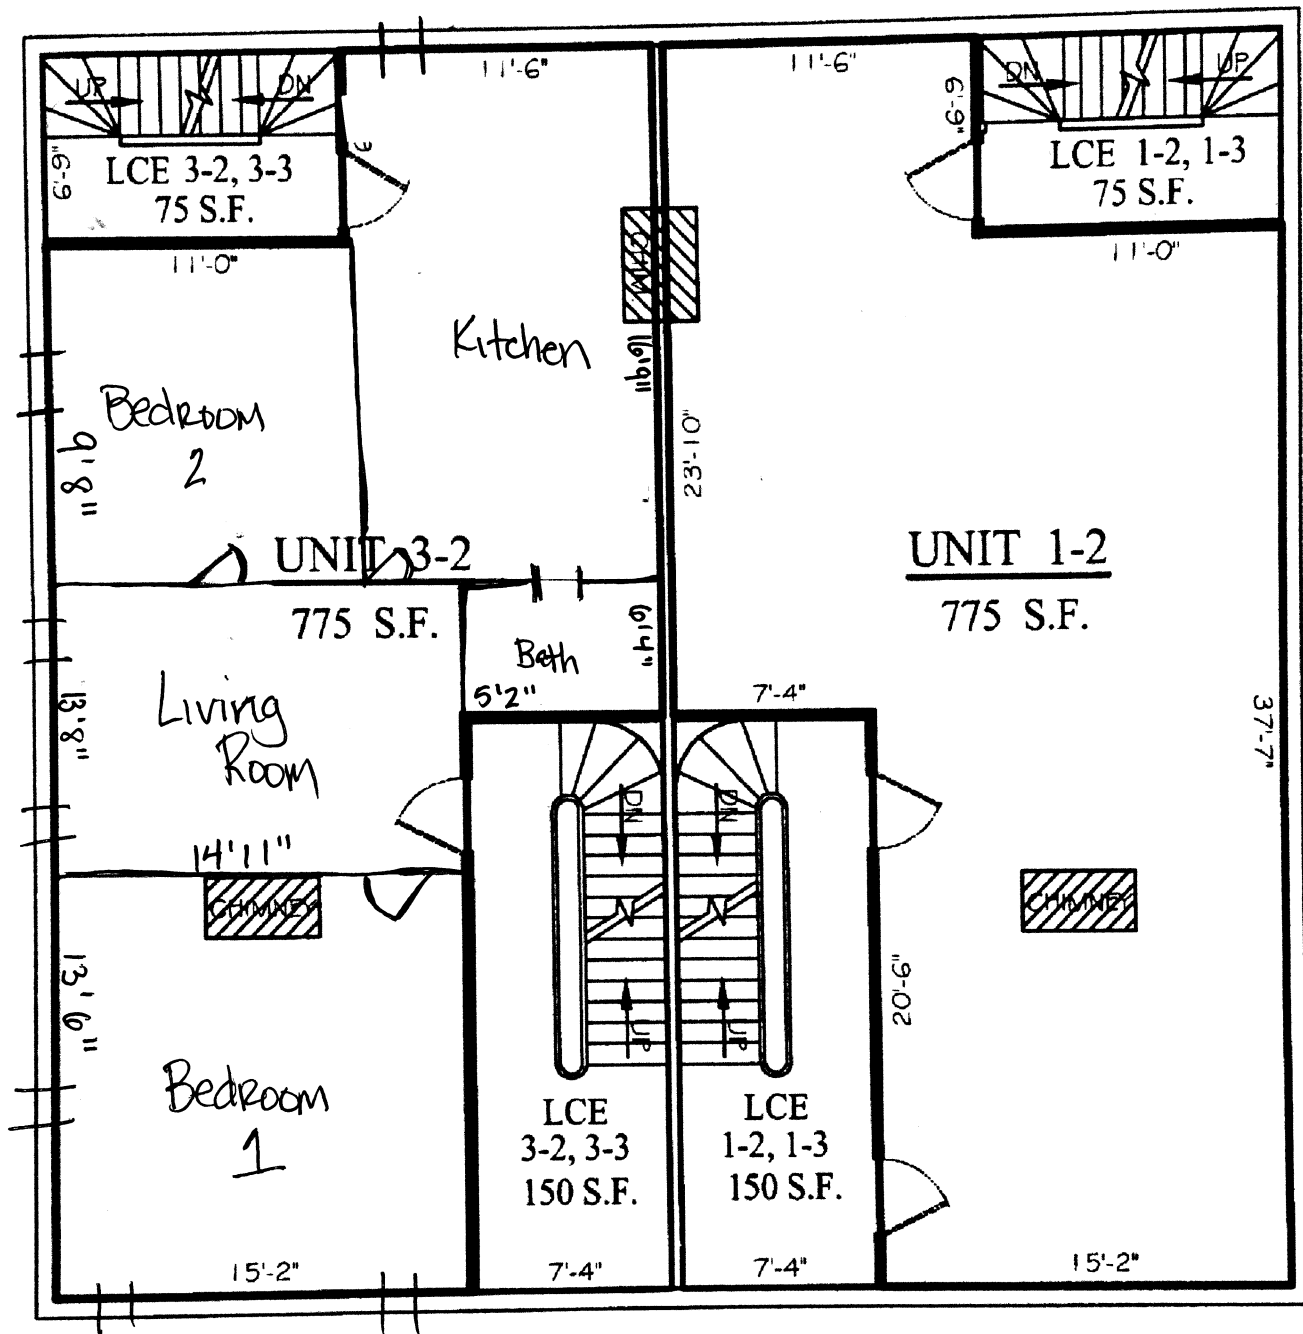 11'-6"
11'-6"
UP
DN
DN
UP
6'-9"
6'-9"
LCE 3-2, 3-3
75 S.F.
LCE 1-2, 1-3
75 S.F.
11'-0"
11'-0"
CHIM
Kitchen
16'9"
Bedroom
2
9'8"
23'-10"
UNIT 3-2
775 S.F.
UNIT 1-2
775 S.F.
Bath
6'4"
5'2"
7'-4"
Living
Room
13'8"
37'-7"
DN
DN
14'11"
CHIMNEY
CHIMNEY
13'6"
20'-6"
UP
UP
Bedroom
1
LCE
3-2, 3-3
150 S.F.
LCE
1-2, 1-3
150 S.F.
15'-2"
7'-4"
7'-4"
15'-2"